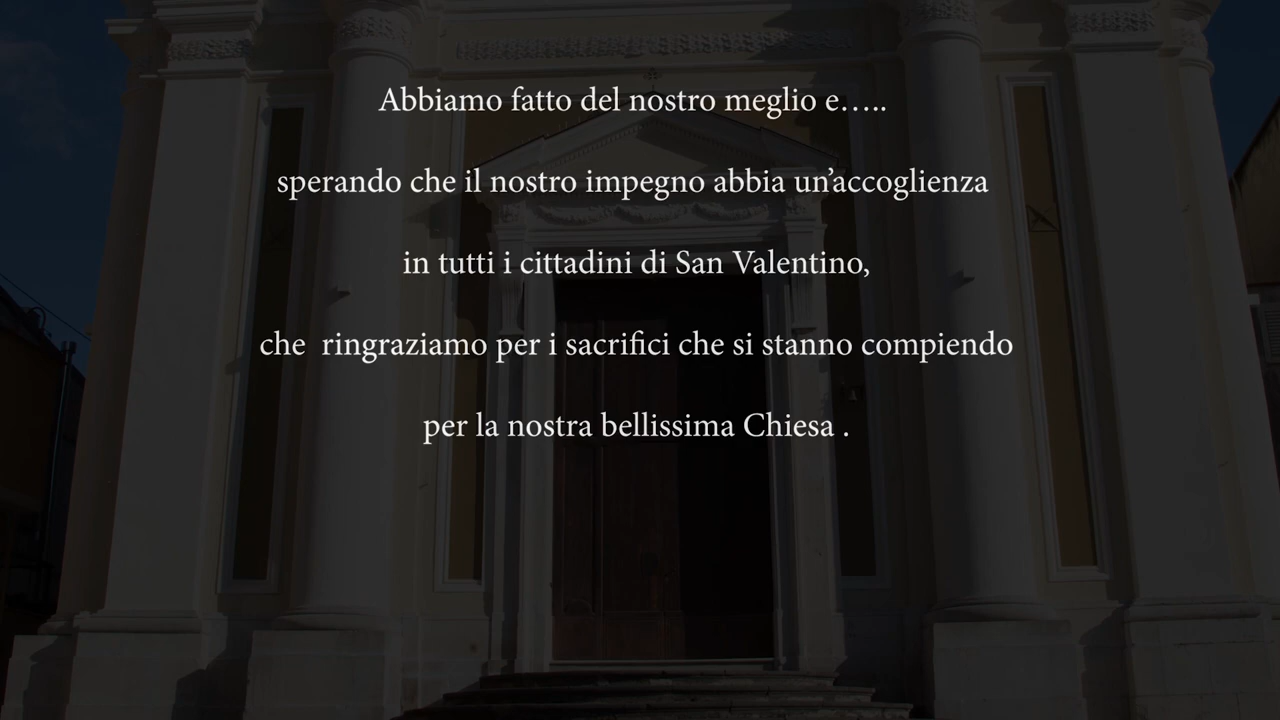 Abbiamo fatto del nostro meglio e.....
sperando che il nostro impegno abbia un’accoglienza
in tutti i cittadini di San Valentino,
che  ringraziamo per i sacrifici che si stanno compiendo
per la nostra bellissima Chiesa .